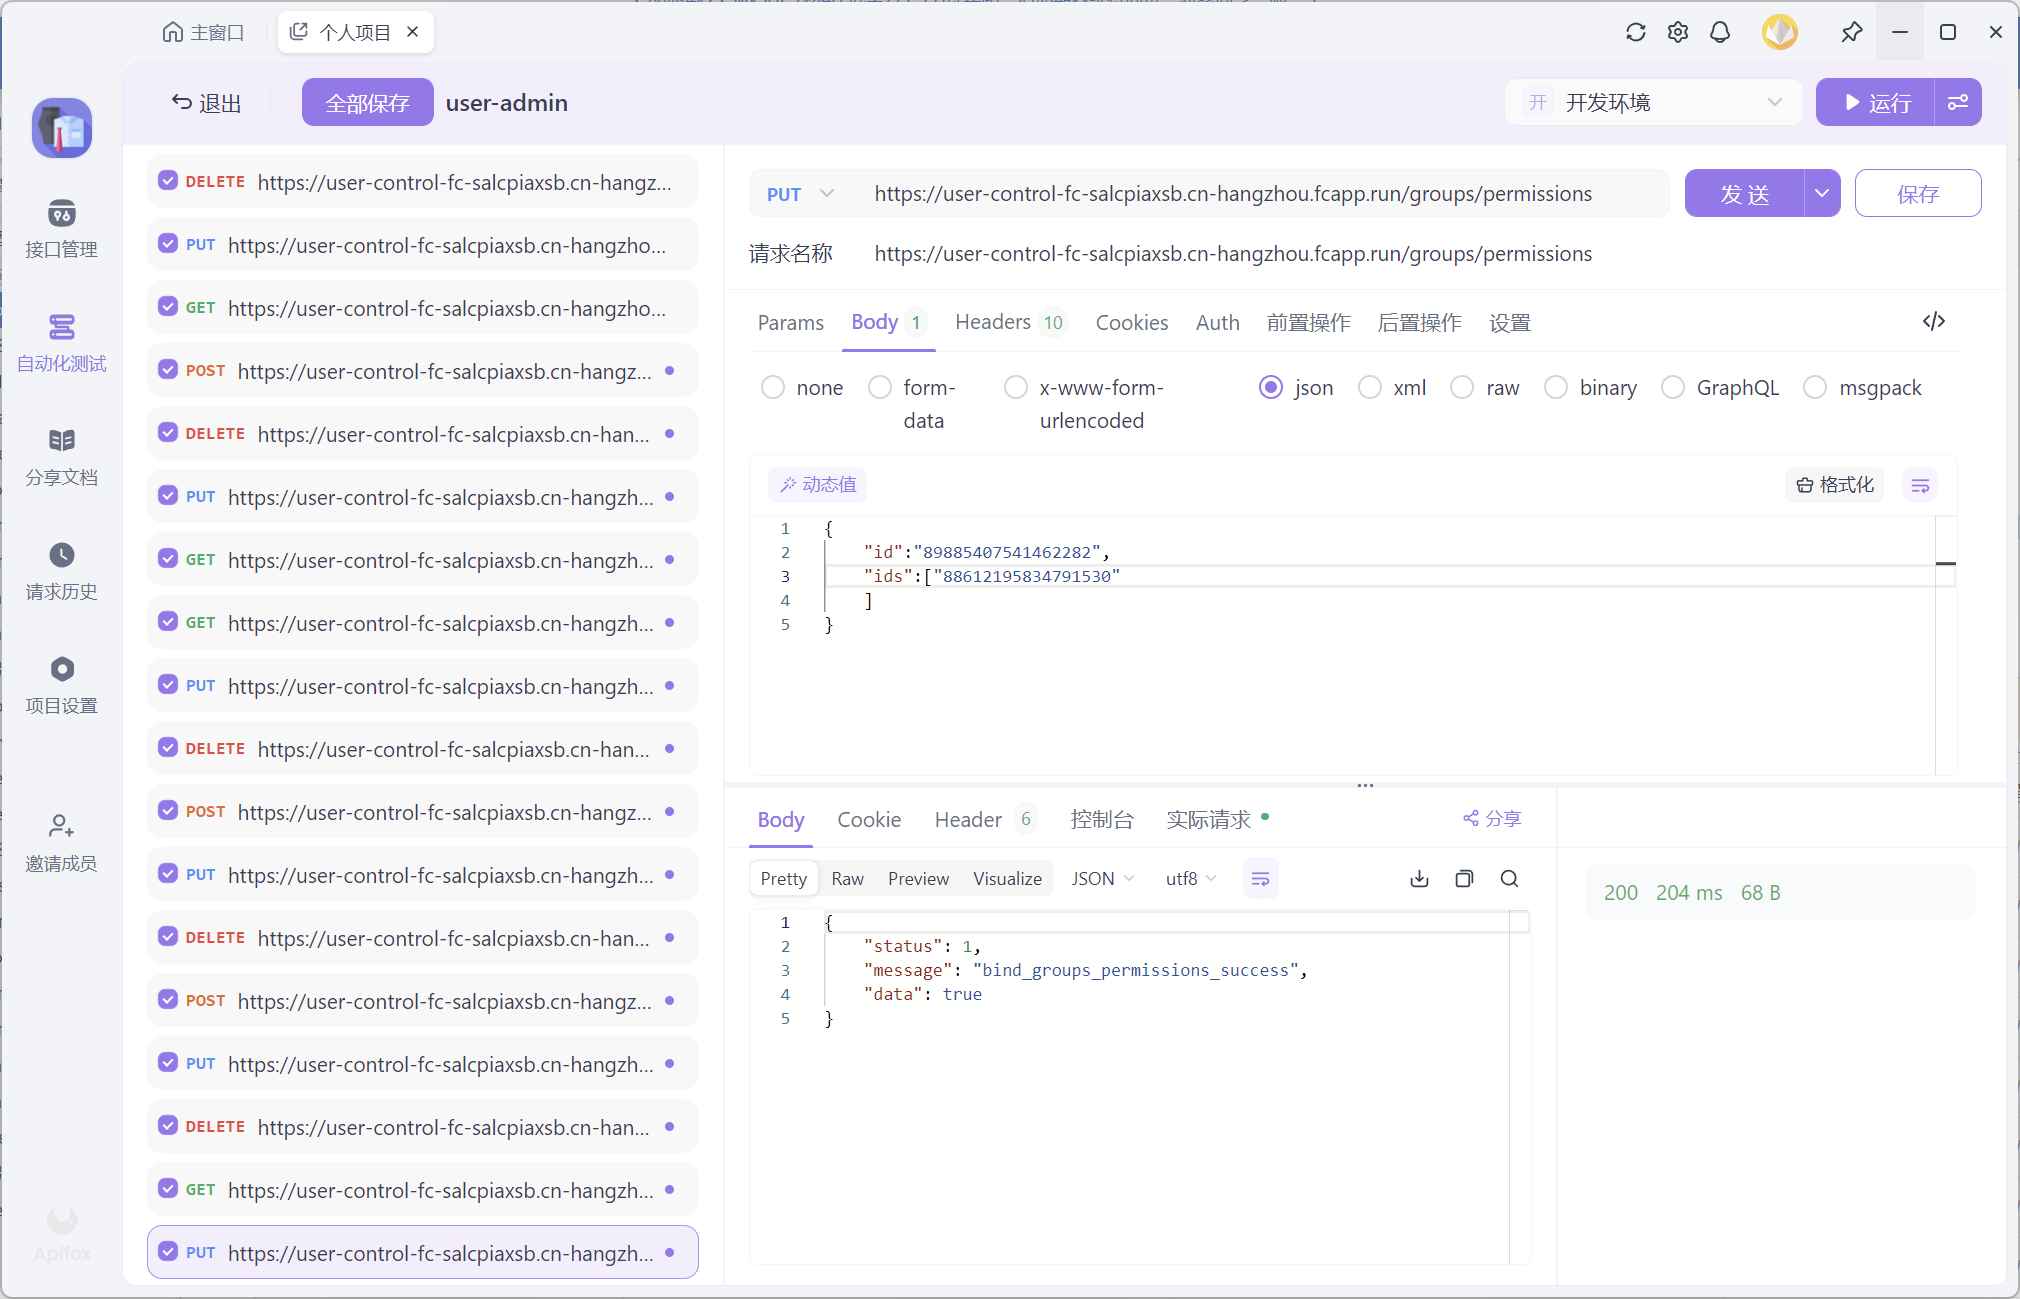 主窗口
个人项目
退出
全部保存
user-admin
开
开发环境
运行
接口管理
自动化测试
分享文档
请求历史
项目设置
邀请成员
Apifox
DELETE https://user-control-fc-salcpiaxsb.cn-hangz...
PUT https://user-control-fc-salcpiaxsb.cn-hangzho...
GET https://user-control-fc-salcpiaxsb.cn-hangzho...
POST https://user-control-fc-salcpiaxsb.cn-hangz...
DELETE https://user-control-fc-salcpiaxsb.cn-han...
PUT https://user-control-fc-salcpiaxsb.cn-hangzh...
GET https://user-control-fc-salcpiaxsb.cn-hangzh...
GET https://user-control-fc-salcpiaxsb.cn-hangzh...
PUT https://user-control-fc-salcpiaxsb.cn-hangzh...
DELETE https://user-control-fc-salcpiaxsb.cn-han...
POST https://user-control-fc-salcpiaxsb.cn-hangz...
PUT https://user-control-fc-salcpiaxsb.cn-hangzh...
DELETE https://user-control-fc-salcpiaxsb.cn-han...
POST https://user-control-fc-salcpiaxsb.cn-hangz...
PUT https://user-control-fc-salcpiaxsb.cn-hangzh...
DELETE https://user-control-fc-salcpiaxsb.cn-han...
GET https://user-control-fc-salcpiaxsb.cn-hangzh...
PUT https://user-control-fc-salcpiaxsb.cn-hangzh...
PUT https://user-control-fc-salcpiaxsb.cn-hangzhou.fcapp.run/groups/permissions
发 送
保存
请求名称 https://user-control-fc-salcpiaxsb.cn-hangzhou.fcapp.run/groups/permissions
Params Body 1 Headers 10 Cookies Auth 前置操作 后置操作 设置
none form-data x-www-form-urlencoded json xml raw binary GraphQL msgpack
动态值
格式化
1 {
2 "id":"89885407541462282",
3 "ids":["88612195834791530"
4 ]
5 }
Body Cookie Header 6 控制台 实际请求
分享
Pretty Raw Preview Visualize JSON utf8
1 {
2 "status": 1,
3 "message": "bind_groups_permissions_success",
4 "data": true
5 }
200 204 ms 68 B